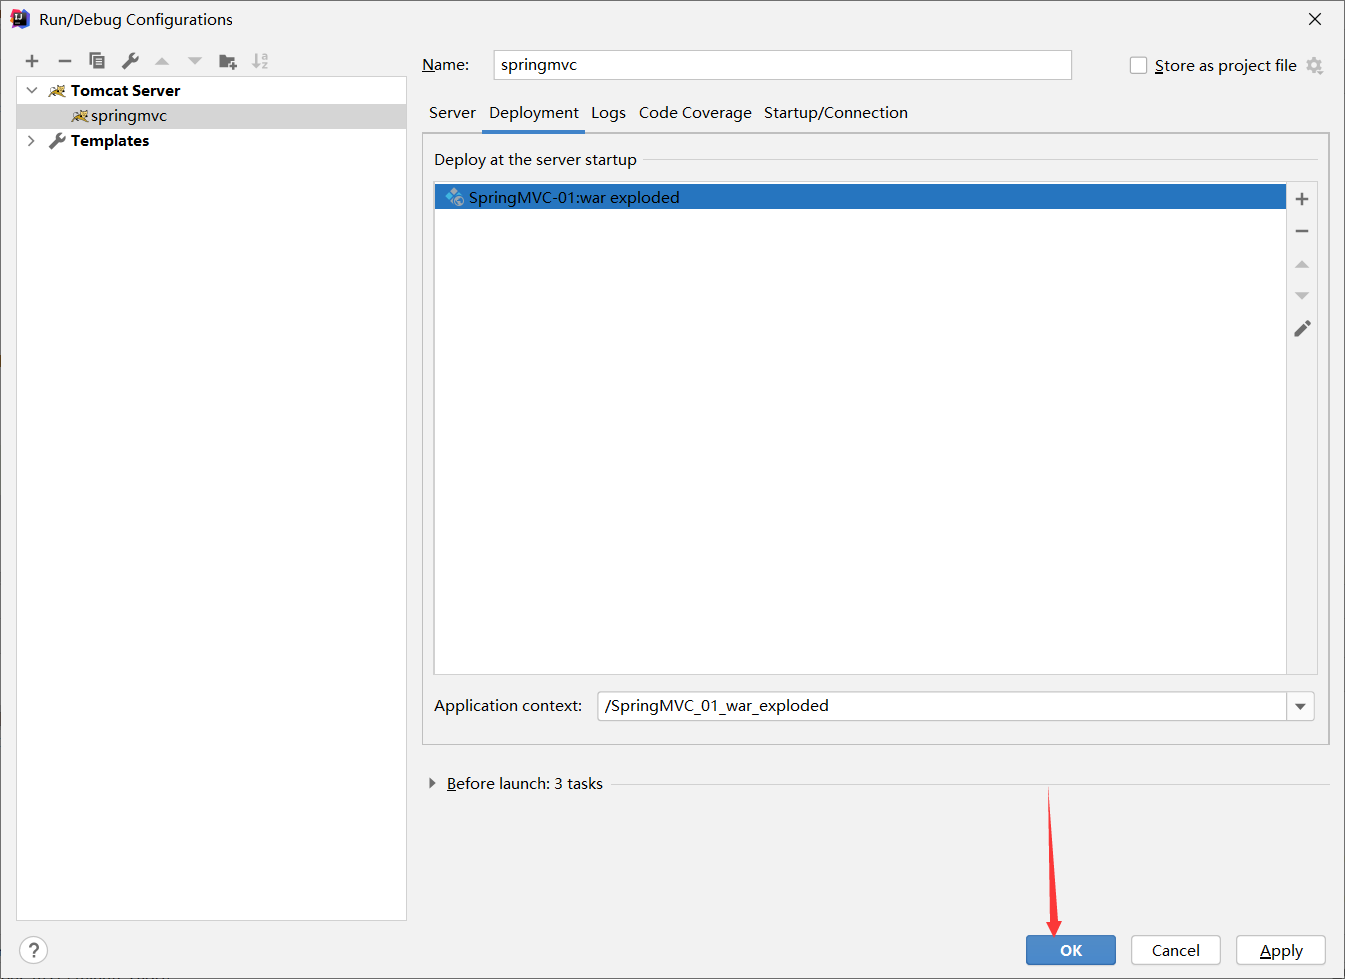 Run/Debug Configurations
Name:
springmvc
Store as project file
Tomcat Server
springmvc
Templates
Server Deployment Logs Code Coverage Startup/Connection
Deploy at the server startup
SpringMVC-01:war exploded
Application context:
/SpringMVC_01_war_exploded
Before launch: 3 tasks
?
OK
Cancel
Apply